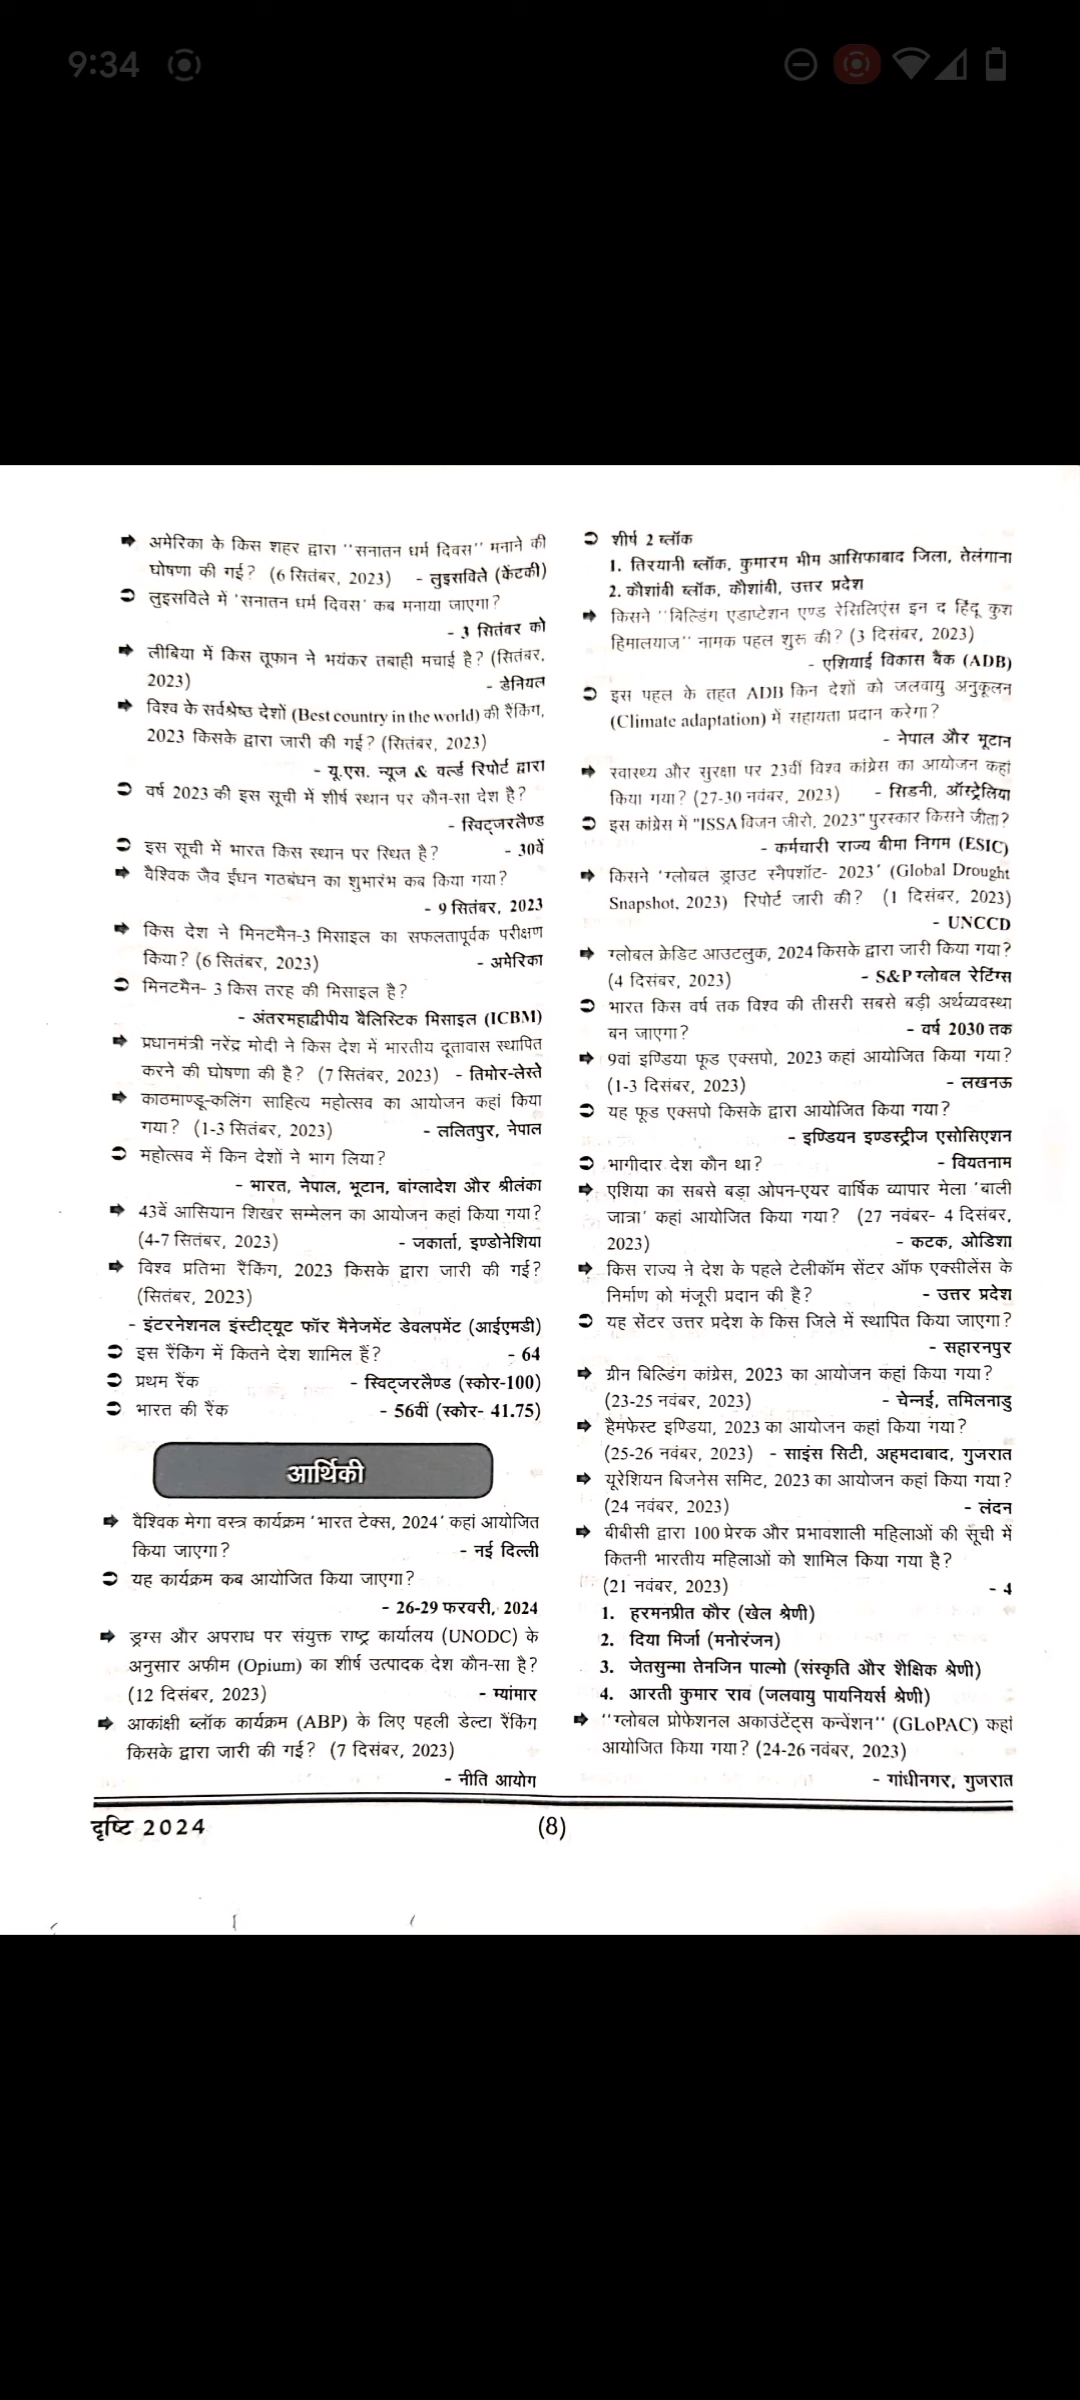 9:34
➡ अमेरिका के किस शहर द्वारा ''सनातन धर्म दिवस'' मनाने की
घोषणा की गई? (6 सितंबर, 2023) - लुइसविले (केंटकी)
➲ लुइसविले में 'सनातन धर्म दिवस' कब मनाया जाएगा?
- 3 सितंबर को
➡ लीबिया में किस तूफान ने भयंकर तबाही मचाई है? (सितंबर,
2023) - डेनियल
➡ विश्व के सर्वश्रेष्ठ देशों (Best country in the world) की रैंकिंग,
2023 किसके द्वारा जारी की गई? (सितंबर, 2023)
- यू.एस. न्यूज & वर्ल्ड रिपोर्ट द्वारा
➲ वर्ष 2023 की इस सूची में शीर्ष स्थान पर कौन-सा देश है?
- स्विट्जरलैण्ड
➲ इस सूची में भारत किस स्थान पर स्थित है? - 30वें
➡ वैश्विक जैव ईंधन गठबंधन का शुभारंभ कब किया गया?
- 9 सितंबर, 2023
➡ किस देश ने मिनटमैन-3 मिसाइल का सफलतापूर्वक परीक्षण
किया? (6 सितंबर, 2023) - अमेरिका
➲ मिनटमैन- 3 किस तरह की मिसाइल है?
- अंतरमहाद्वीपीय बैलिस्टिक मिसाइल (ICBM)
➡ प्रधानमंत्री नरेंद्र मोदी ने किस देश में भारतीय दूतावास स्थापित
करने की घोषणा की है? (7 सितंबर, 2023) - तिमोर-लेस्ते
➡ काठमाण्डू-कलिंग साहित्य महोत्सव का आयोजन कहां किया
गया? (1-3 सितंबर, 2023) - ललितपुर, नेपाल
➲ महोत्सव में किन देशों ने भाग लिया?
- भारत, नेपाल, भूटान, बांग्लादेश और श्रीलंका
➡ 43वें आसियान शिखर सम्मेलन का आयोजन कहां किया गया?
(4-7 सितंबर, 2023) - जकार्ता, इण्डोनेशिया
➡ विश्व प्रतिभा रैंकिंग, 2023 किसके द्वारा जारी की गई?
(सितंबर, 2023)
- इंटरनेशनल इंस्टीट्यूट फॉर मैनेजमेंट डेवलपमेंट (आईएमडी)
➲ इस रैंकिंग में कितने देश शामिल हैं? - 64
➲ प्रथम रैंक - स्विट्जरलैण्ड (स्कोर-100)
➲ भारत की रैंक - 56वीं (स्कोर- 41.75)
आर्थिकी
➡ वैश्विक मेगा वस्त्र कार्यक्रम 'भारत टेक्स, 2024' कहां आयोजित
किया जाएगा? - नई दिल्ली
➲ यह कार्यक्रम कब आयोजित किया जाएगा?
- 26-29 फरवरी, 2024
➡ ड्रग्स और अपराध पर संयुक्त राष्ट्र कार्यालय (UNODC) के
अनुसार अफीम (Opium) का शीर्ष उत्पादक देश कौन-सा है?
(12 दिसंबर, 2023) - म्यांमार
➡ आकांक्षी ब्लॉक कार्यक्रम (ABP) के लिए पहली डेल्टा रैंकिंग
किसके द्वारा जारी की गई? (7 दिसंबर, 2023)
- नीति आयोग
➲ शीर्ष 2 ब्लॉक
1. तिरयानी ब्लॉक, कुमारम भीम आसिफाबाद जिला, तेलंगाना
2. कौशांबी ब्लॉक, कौशांबी, उत्तर प्रदेश
➡ किसने ''बिल्डिंग एडाप्टेशन एण्ड रेसिलिएंस इन द हिंदू कुश
हिमालयाज'' नामक पहल शुरू की? (3 दिसंबर, 2023)
- एशियाई विकास बैंक (ADB)
➲ इस पहल के तहत ADB किन देशों को जलवायु अनुकूलन
(Climate adaptation) में सहायता प्रदान करेगा?
- नेपाल और भूटान
➡ स्वास्थ्य और सुरक्षा पर 23वीं विश्व कांग्रेस का आयोजन कहां
किया गया? (27-30 नवंबर, 2023) - सिडनी, ऑस्ट्रेलिया
➲ इस कांग्रेस में "ISSA विजन जीरो, 2023" पुरस्कार किसने जीता?
- कर्मचारी राज्य बीमा निगम (ESIC)
➡ किसने 'ग्लोबल ड्राउट स्नैपशॉट- 2023' (Global Drought
Snapshot, 2023) रिपोर्ट जारी की? (1 दिसंबर, 2023)
- UNCCD
➡ ग्लोबल क्रेडिट आउटलुक, 2024 किसके द्वारा जारी किया गया?
(4 दिसंबर, 2023) - S&P ग्लोबल रेटिंग्स
➲ भारत किस वर्ष तक विश्व की तीसरी सबसे बड़ी अर्थव्यवस्था
बन जाएगा? - वर्ष 2030 तक
➡ 9वां इण्डिया फूड एक्सपो, 2023 कहां आयोजित किया गया?
(1-3 दिसंबर, 2023) - लखनऊ
➲ यह फूड एक्सपो किसके द्वारा आयोजित किया गया?
- इण्डियन इण्डस्ट्रीज एसोसिएशन
➲ भागीदार देश कौन था? - वियतनाम
➡ एशिया का सबसे बड़ा ओपन-एयर वार्षिक व्यापार मेला 'बाली
जात्रा' कहां आयोजित किया गया? (27 नवंबर- 4 दिसंबर,
2023) - कटक, ओडिशा
➡ किस राज्य ने देश के पहले टेलीकॉम सेंटर ऑफ एक्सीलेंस के
निर्माण को मंजूरी प्रदान की है? - उत्तर प्रदेश
➲ यह सेंटर उत्तर प्रदेश के किस जिले में स्थापित किया जाएगा?
- सहारनपुर
➡ ग्रीन बिल्डिंग कांग्रेस, 2023 का आयोजन कहां किया गया?
(23-25 नवंबर, 2023) - चेन्नई, तमिलनाडु
➡ हैमफेस्ट इण्डिया, 2023 का आयोजन कहां किया गया?
(25-26 नवंबर, 2023) - साइंस सिटी, अहमदाबाद, गुजरात
➡ यूरेशियन बिजनेस समिट, 2023 का आयोजन कहां किया गया?
(24 नवंबर, 2023) - लंदन
➡ बीबीसी द्वारा 100 प्रेरक और प्रभावशाली महिलाओं की सूची में
कितनी भारतीय महिलाओं को शामिल किया गया है?
(21 नवंबर, 2023) - 4
1. हरमनप्रीत कौर (खेल श्रेणी)
2. दिया मिर्जा (मनोरंजन)
3. जेतसुन्मा तेनजिन पाल्मो (संस्कृति और शैक्षिक श्रेणी)
4. आरती कुमार राव (जलवायु पायनियर्स श्रेणी)
➡ ''ग्लोबल प्रोफेशनल अकाउंटेंट्स कन्वेंशन'' (GLoPAC) कहां
आयोजित किया गया? (24-26 नवंबर, 2023)
- गांधीनगर, गुजरात
दृष्टि 2024 (8)